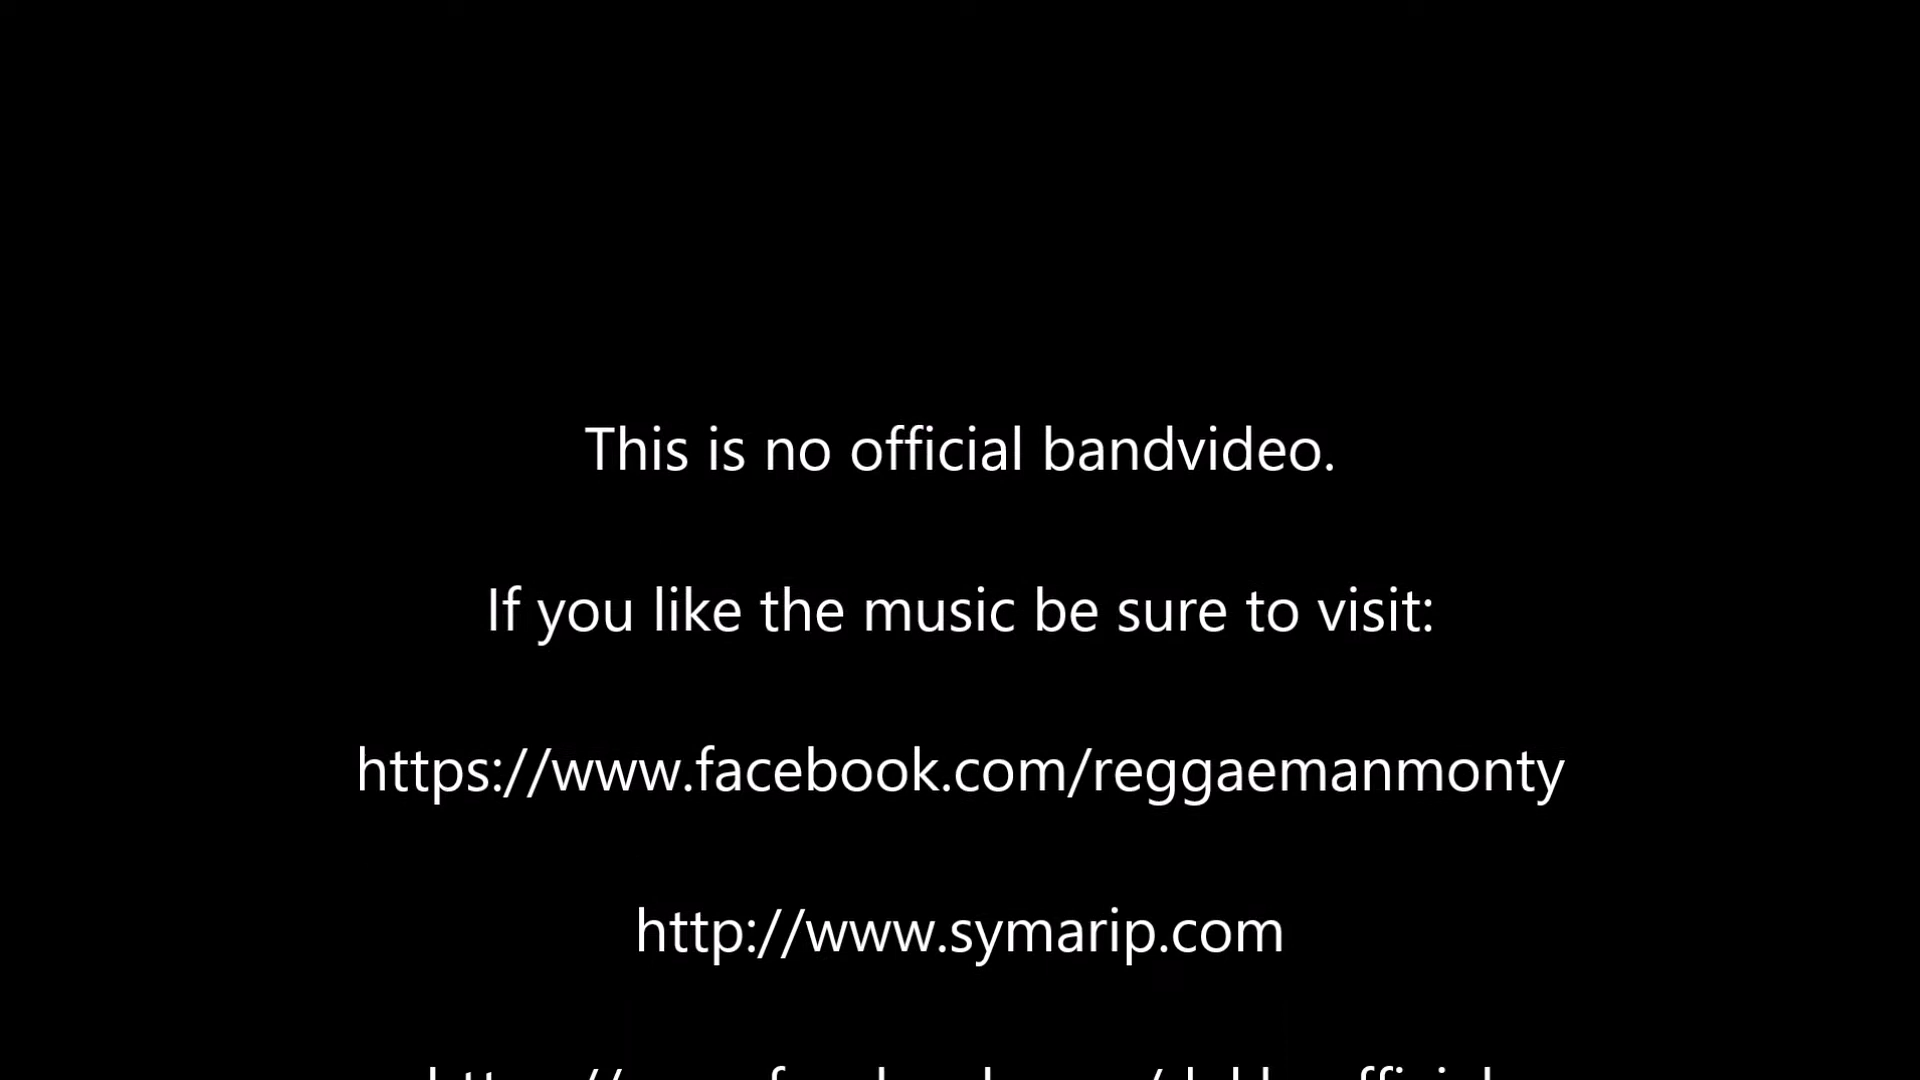 This is no official bandvideo.
If you like the music be sure to visit:
https://www.facebook.com/reggaemanmonty
http://www.symarip.com